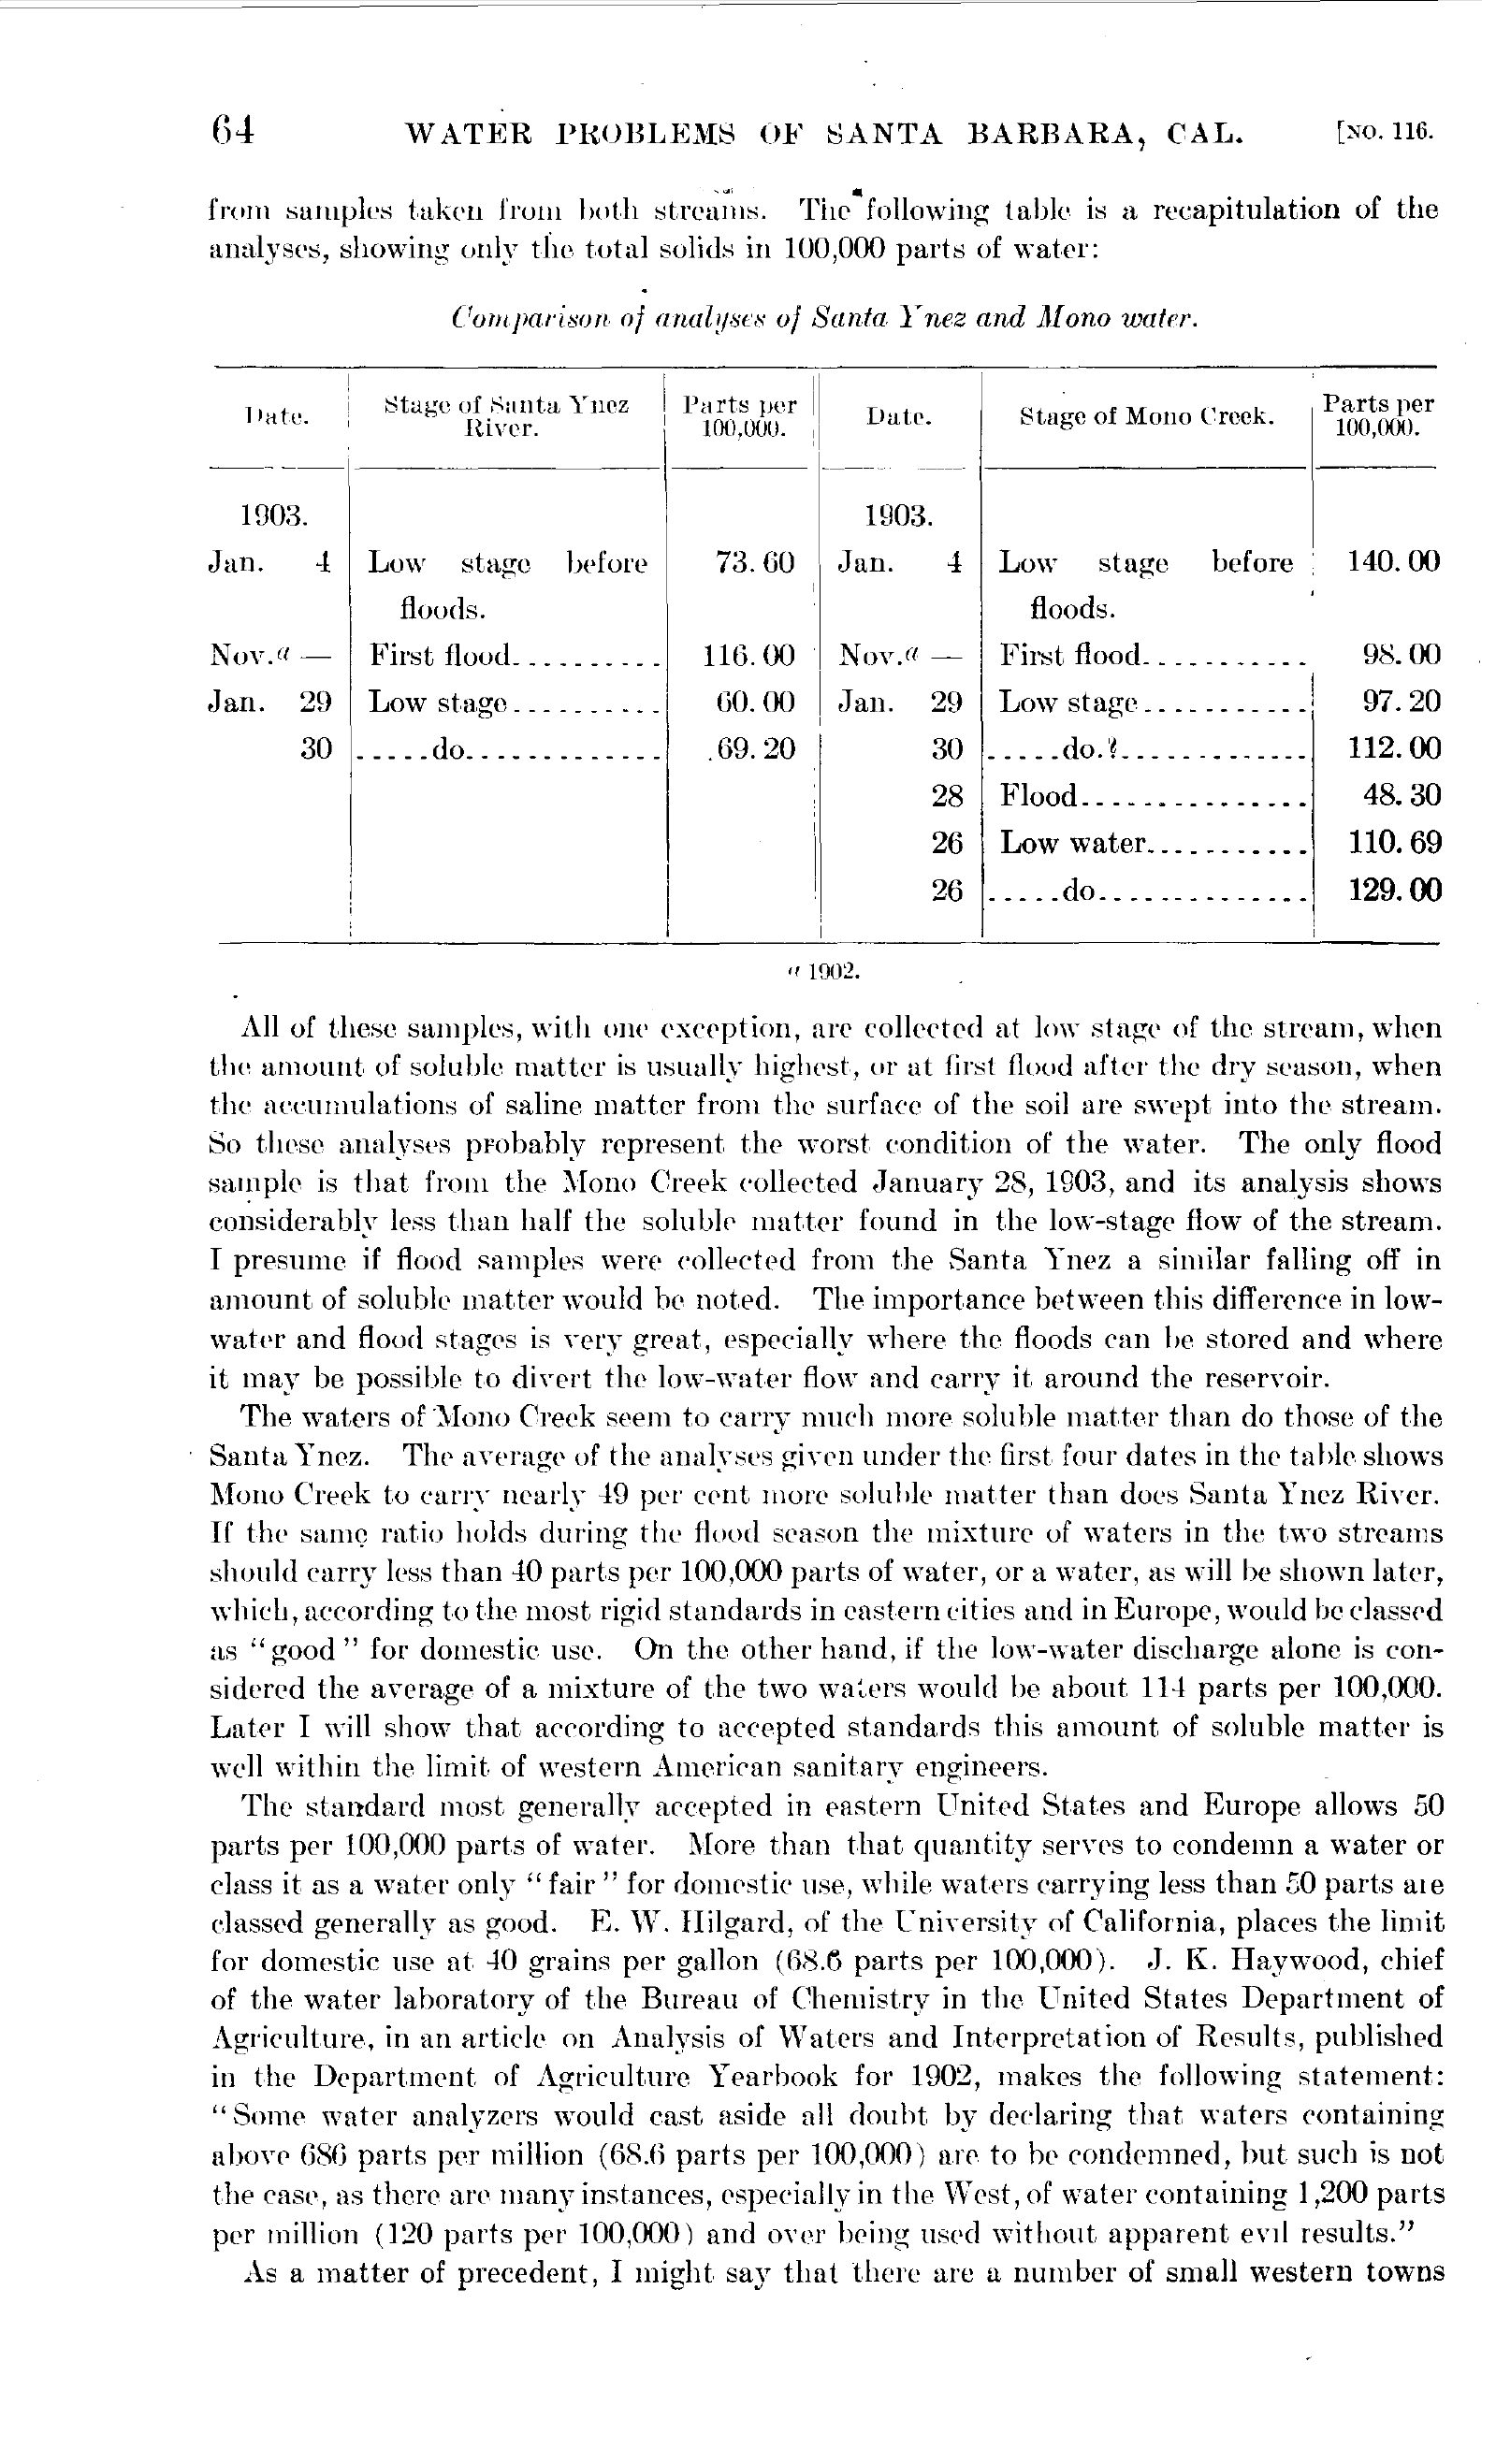 64 WATER PROBLEMS OF SANTA BARBARA, CAL. [NO. 116.
from samples taken from both streams. The following table is a recapitulation of the
analyses, showing only the total solids in 100,000 parts of water:
Comparison of analyses of Santa Ynez and Mono water.
Date. Stage of Santa Ynez River. Parts per 100,000. Date. Stage of Mono Creek. Parts per 100,000.
1903. 1903.
Jan. 4 Low stage before floods. 73.60 Jan. 4 Low stage before floods. 140.00
Nov.a — First flood........... 116.00 Nov.a — First flood........... 98.00
Jan. 29 Low stage.......... 60.00 Jan. 29 Low stage........... 97.20
30 .....do............. 69.20 30 .....do.?............ 112.00
28 Flood............... 48.30
26 Low water........... 110.69
26 .....do.............. 129.00
a 1902.
All of these samples, with one exception, are collected at low stage of the stream, when
the amount of soluble matter is usually highest, or at first flood after the dry season, when
the accumulations of saline matter from the surface of the soil are swept into the stream.
So these analyses probably represent the worst condition of the water. The only flood
sample is that from the Mono Creek collected January 28, 1903, and its analysis shows
considerably less than half the soluble matter found in the low-stage flow of the stream.
I presume if flood samples were collected from the Santa Ynez a similar falling off in
amount of soluble matter would be noted. The importance between this difference in low-
water and flood stages is very great, especially where the floods can be stored and where
it may be possible to divert the low-water flow and carry it around the reservoir.
The waters of Mono Creek seem to carry much more soluble matter than do those of the
Santa Ynez. The average of the analyses given under the first four dates in the table shows
Mono Creek to carry nearly 49 per cent more soluble matter than does Santa Ynez River.
If the same ratio holds during the flood season the mixture of waters in the two streams
should carry less than 40 parts per 100,000 parts of water, or a water, as will be shown later,
which, according to the most rigid standards in eastern cities and in Europe, would be classed
as "good" for domestic use. On the other hand, if the low-water discharge alone is con-
sidered the average of a mixture of the two waters would be about 114 parts per 100,000.
Later I will show that according to accepted standards this amount of soluble matter is
well within the limit of western American sanitary engineers.
The standard most generally accepted in eastern United States and Europe allows 50
parts per 100,000 parts of water. More than that quantity serves to condemn a water or
class it as a water only "fair" for domestic use, while waters carrying less than 50 parts are
classed generally as good. E. W. Hilgard, of the University of California, places the limit
for domestic use at 40 grains per gallon (68.6 parts per 100,000). J. K. Haywood, chief
of the water laboratory of the Bureau of Chemistry in the United States Department of
Agriculture, in an article on Analysis of Waters and Interpretation of Results, published
in the Department of Agriculture Yearbook for 1902, makes the following statement:
"Some water analyzers would cast aside all doubt by declaring that waters containing
above 686 parts per million (68.6 parts per 100,000) are to be condemned, but such is not
the case, as there are many instances, especially in the West, of water containing 1,200 parts
per million (120 parts per 100,000) and over being used without apparent evil results."
As a matter of precedent, I might say that there are a number of small western towns